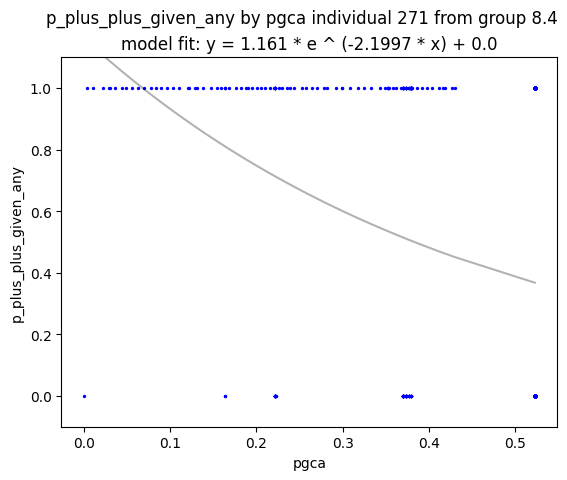 p_plus_plus_given_any by pgca individual 271 from group 8.4
model fit: y = 1.161 * e ^ (-2.1997 * x) + 0.0
p_plus_plus_given_any
1.0
0.8
0.6
0.4
0.2
0.0
0.0 0.1 0.2 0.3 0.4 0.5
pgca